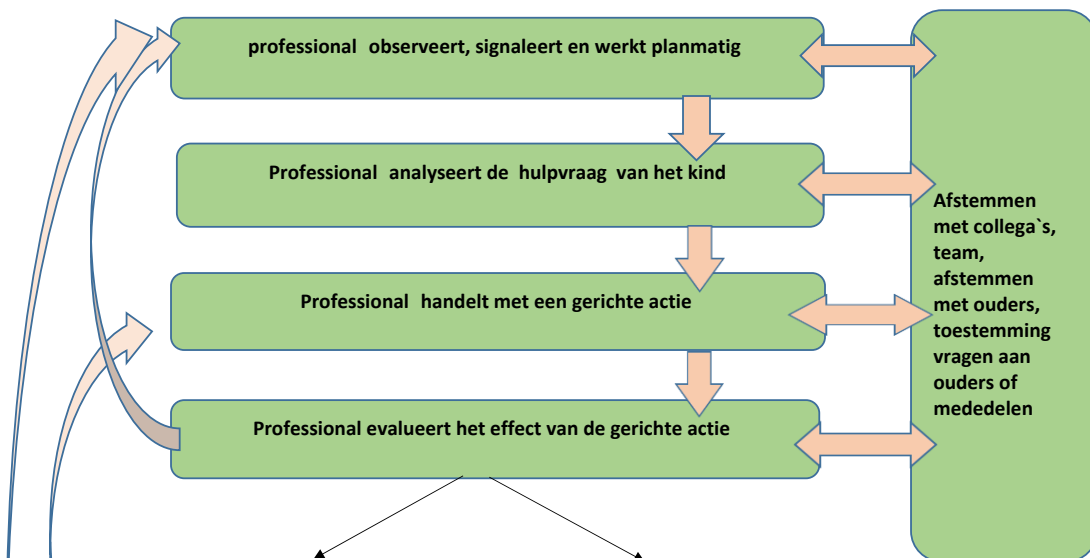 professional observeert, signaleert en werkt planmatig
Professional analyseert de hulpvraag van het kind
Professional handelt met een gerichte actie
Professional evalueert het effect van de gerichte actie
Afstemmen
met collega`s,
team,
afstemmen
met ouders,
toestemming
vragen aan
ouders of
mededelen